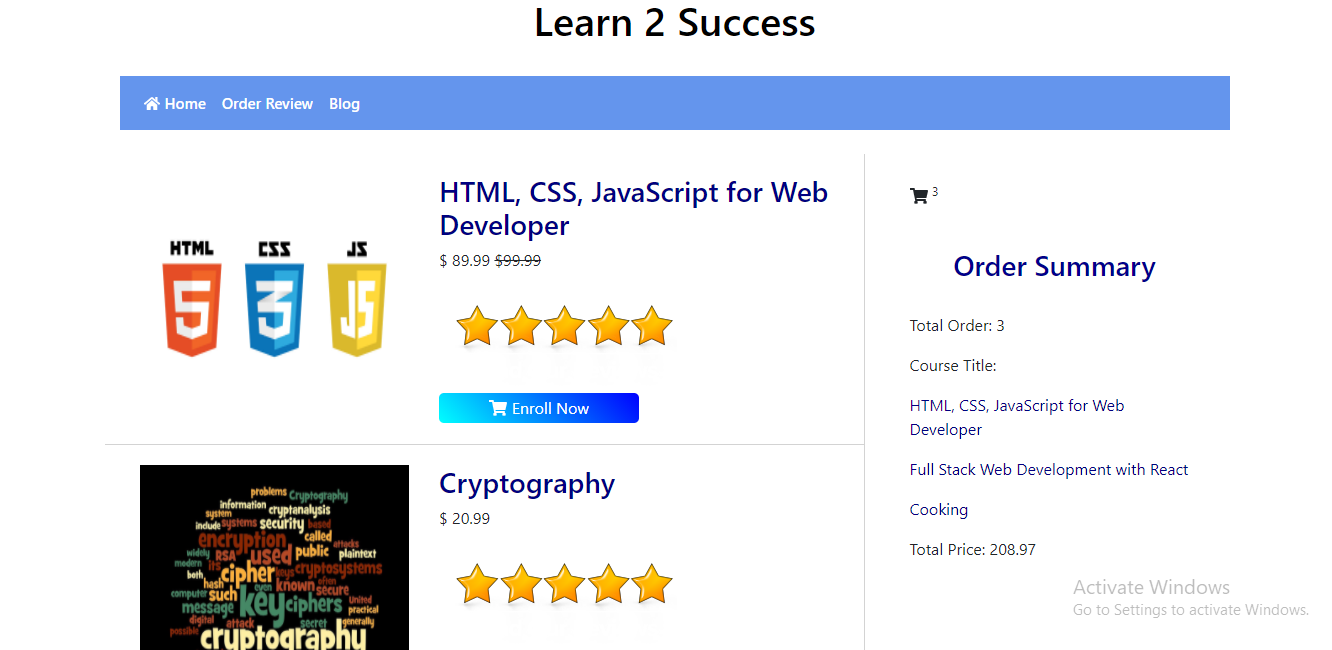 Learn 2 Success
Home Order Review Blog
HTML CSS JS
5 3 JS
HTML, CSS, JavaScript for Web
Developer
$ 89.99 $99.99
Enroll Now
problems Cryptography
information cryptanalysis
system
include systems security based
encryption called
attacks
widely RSA used public plaintext
modern its
both cipher keys cryptosystems
hash even known often secure
computer such key ciphers United
message practical
digital attack secret generally
possible cryptography
Cryptography
$ 20.99
3
Order Summary
Total Order: 3
Course Title:
HTML, CSS, JavaScript for Web
Developer
Full Stack Web Development with React
Cooking
Total Price: 208.97
Activate Windows
Go to Settings to activate Windows.